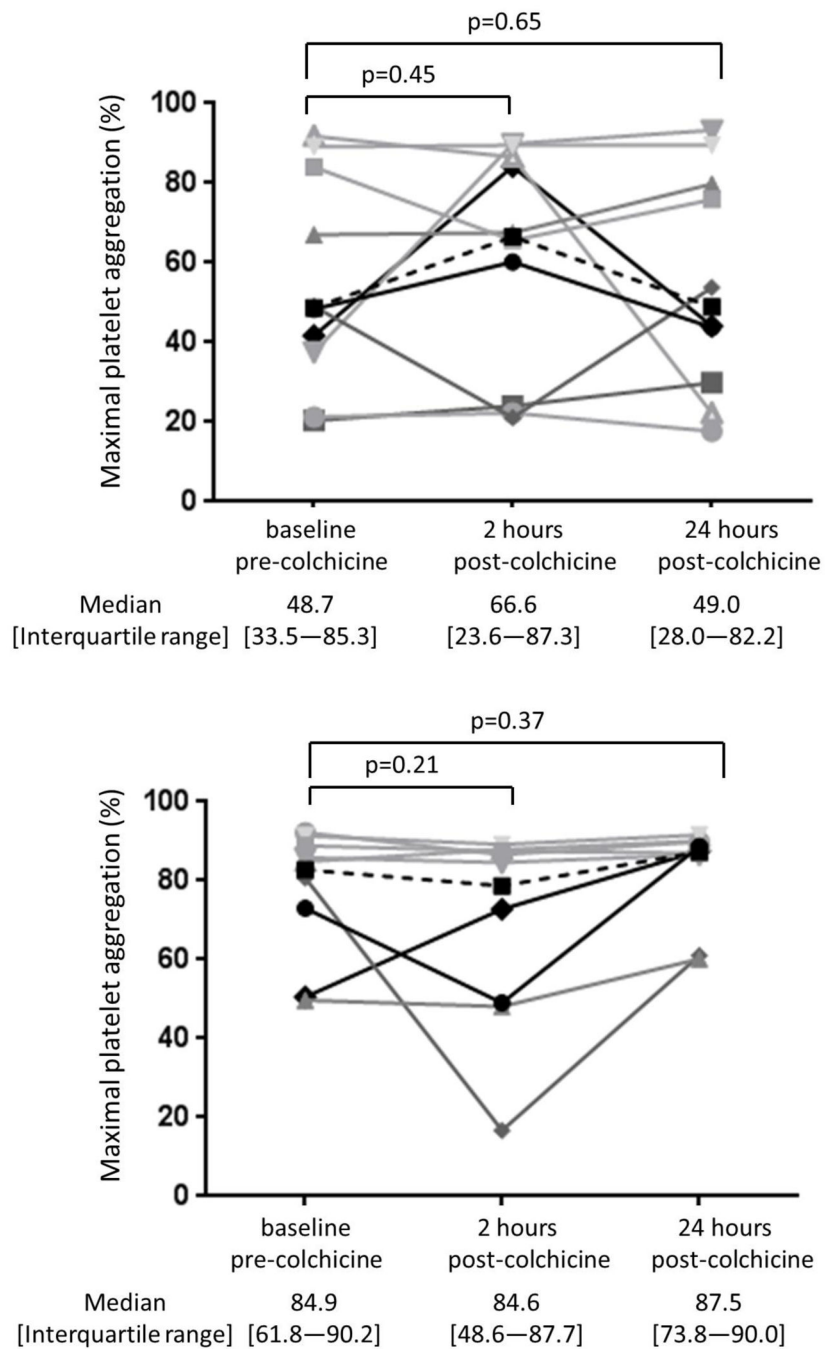 p=0.65
p=0.45
Maximal platelet aggregation (%)
100
80
60
40
20
0
baseline 2 hours 24 hours
pre-colchicine post-colchicine post-colchicine
Median 48.7 66.6 49.0
[Interquartile range] [33.5—85.3] [23.6—87.3] [28.0—82.2]
p=0.37
p=0.21
Maximal platelet aggregation (%)
100
80
60
40
20
0
baseline 2 hours 24 hours
pre-colchicine post-colchicine post-colchicine
Median 84.9 84.6 87.5
[Interquartile range] [61.8—90.2] [48.6—87.7] [73.8—90.0]